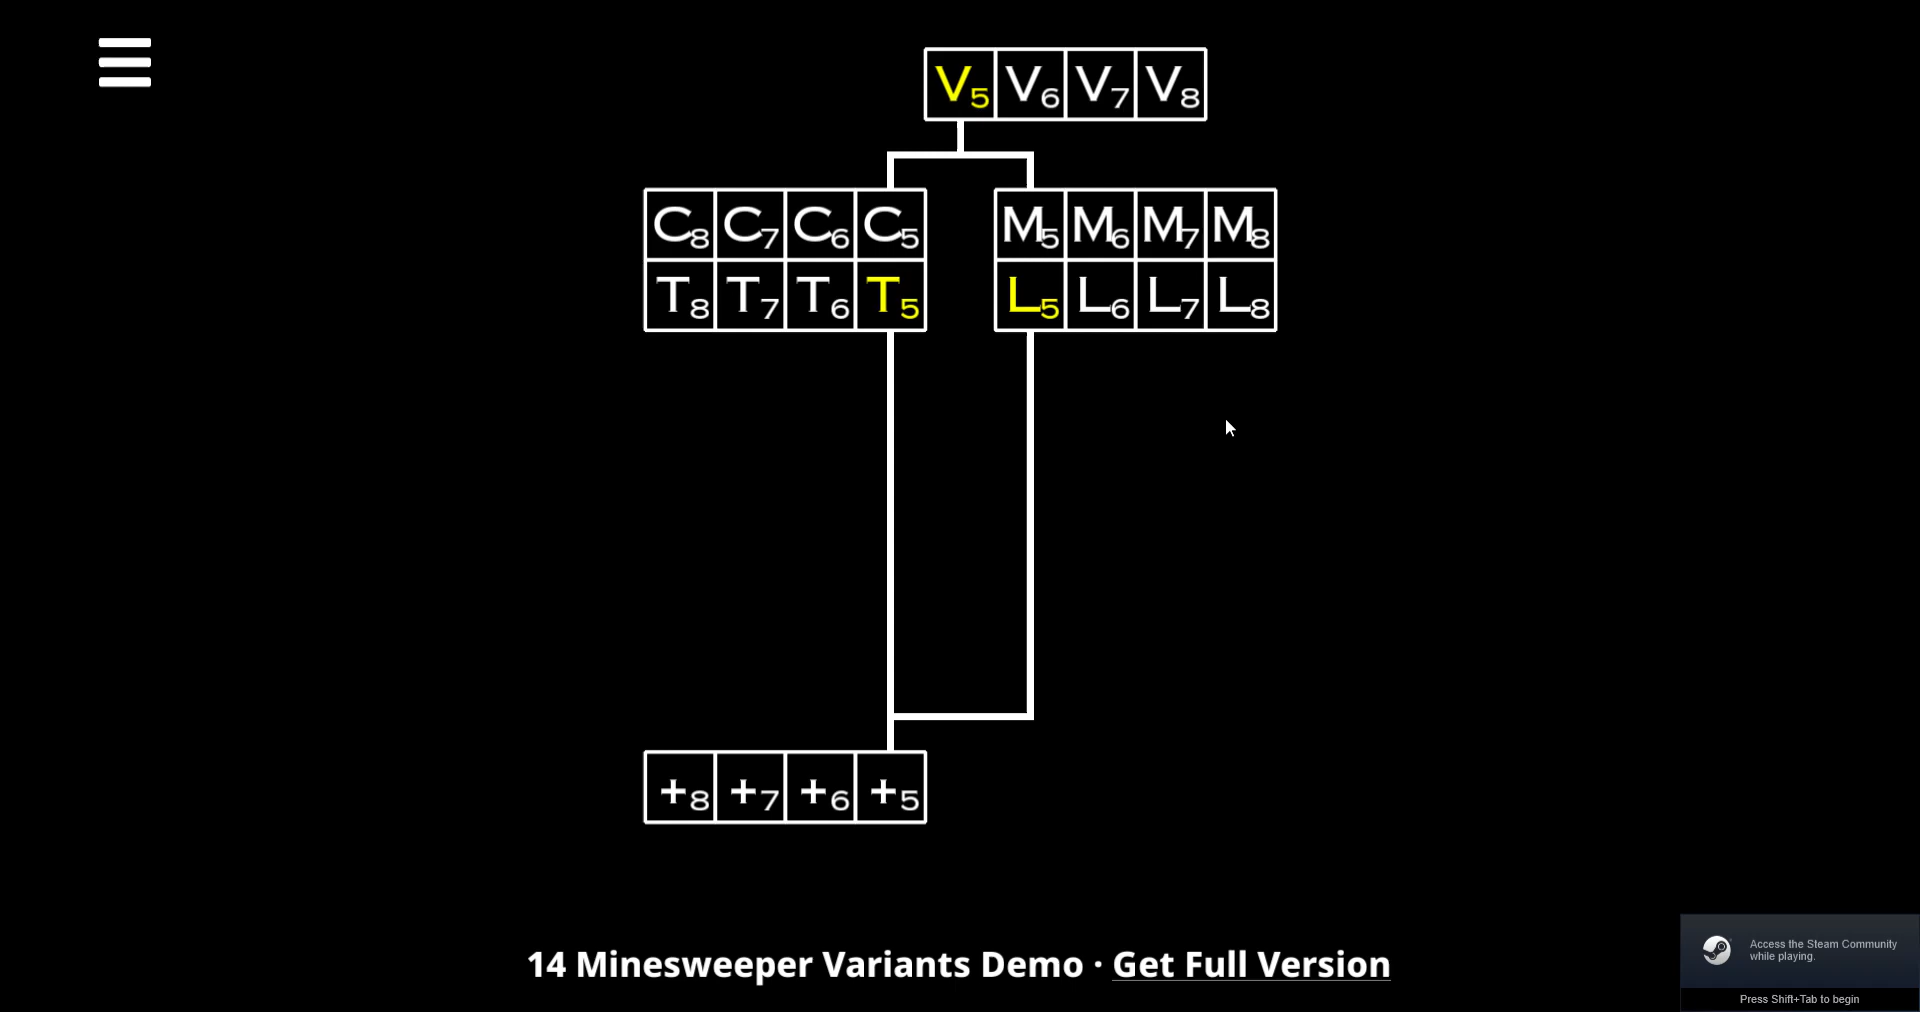 V5 V6 V7 V8
C8 C7 C6 C5 M5 M6 M7 M8
T8 T7 T6 T5 L5 L6 L7 L8
+8 +7 +6 +5
14 Minesweeper Variants Demo · Get Full Version
Access the Steam Community
while playing.
Press Shift+Tab to begin